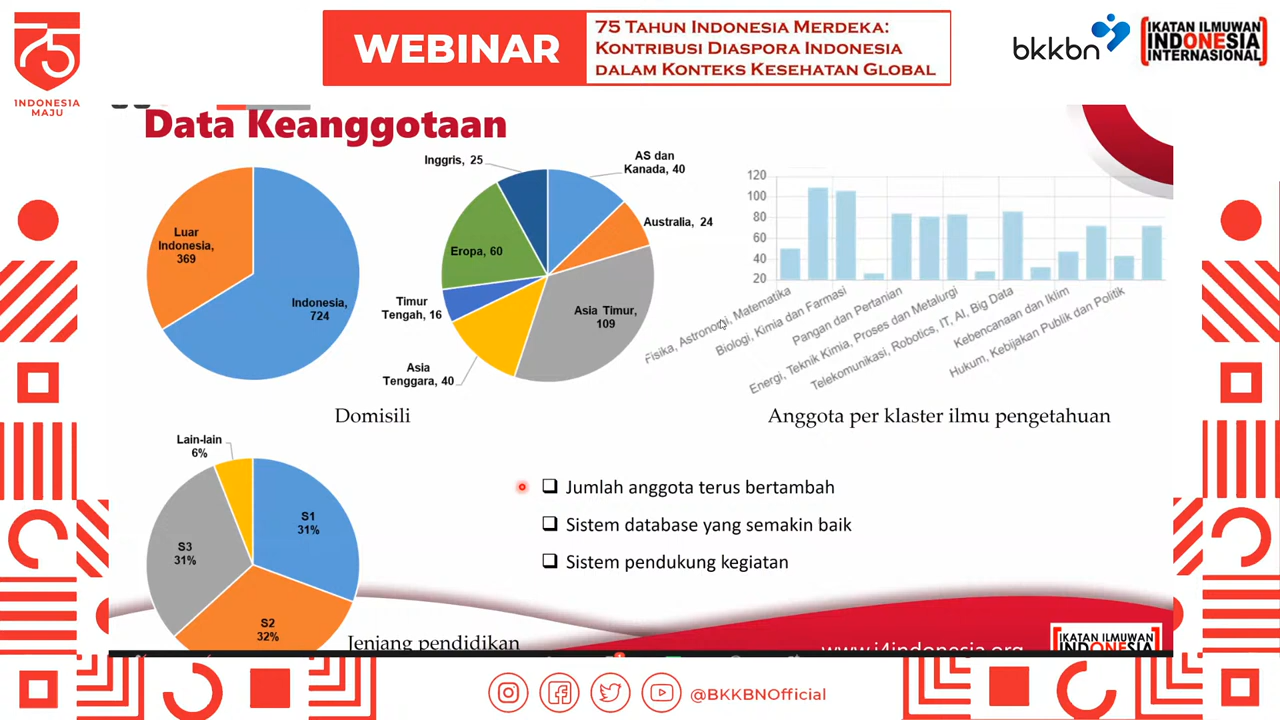 75
INDONESIA
MAJU
WEBINAR
75 TAHUN INDONESIA MERDEKA:
KONTRIBUSI DIASPORA INDONESIA
DALAM KONTEKS KESEHATAN GLOBAL
bkkbn
IKATAN ILMUWAN
INDONESIA
INTERNASIONAL
Data Keanggotaan
Luar
Indonesia,
369
Indonesia,
724
Inggris, 25
AS dan
Kanada, 40
Australia, 24
Eropa, 60
Timur
Tengah, 16
Asia Timur,
109
Asia
Tenggara, 40
Domisili
120
100
80
60
40
20
Fisika, Astronomi, Matematika
Biologi, Kimia dan Farmasi
Pangan dan Pertanian
Energi, Teknik Kimia, Proses dan Metalurgi
Telekomunikasi, Robotics, IT, AI, Big Data
Kebencanaan dan Iklim
Hukum, Kebijakan Publik dan Politik
Anggota per klaster ilmu pengetahuan
Lain-lain
6%
S1
31%
S3
31%
S2
32%
Jenjang pendidikan
Jumlah anggota terus bertambah
Sistem database yang semakin baik
Sistem pendukung kegiatan
www.i4indonesia.org
IKATAN ILMUWAN
INDONESIA
@BKKBNOfficial